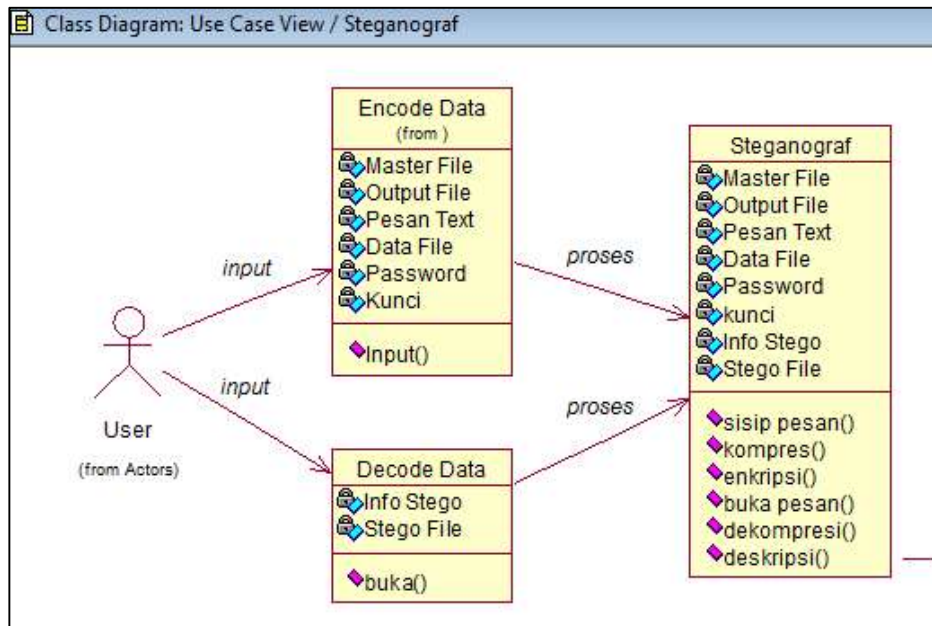 Class Diagram: Use Case View / Steganograf
Encode Data
(from )
Master File
Output File
Pesan Text
Data File
Password
Kunci
Input()
Steganograf
Master File
Output File
Pesan Text
Data File
Password
kunci
Info Stego
Stego File
sisip pesan()
kompres()
enkripsi()
buka pesan()
dekompresi()
deskripsi()
input
proses
User
(from Actors)
input
proses
Decode Data
Info Stego
Stego File
buka()